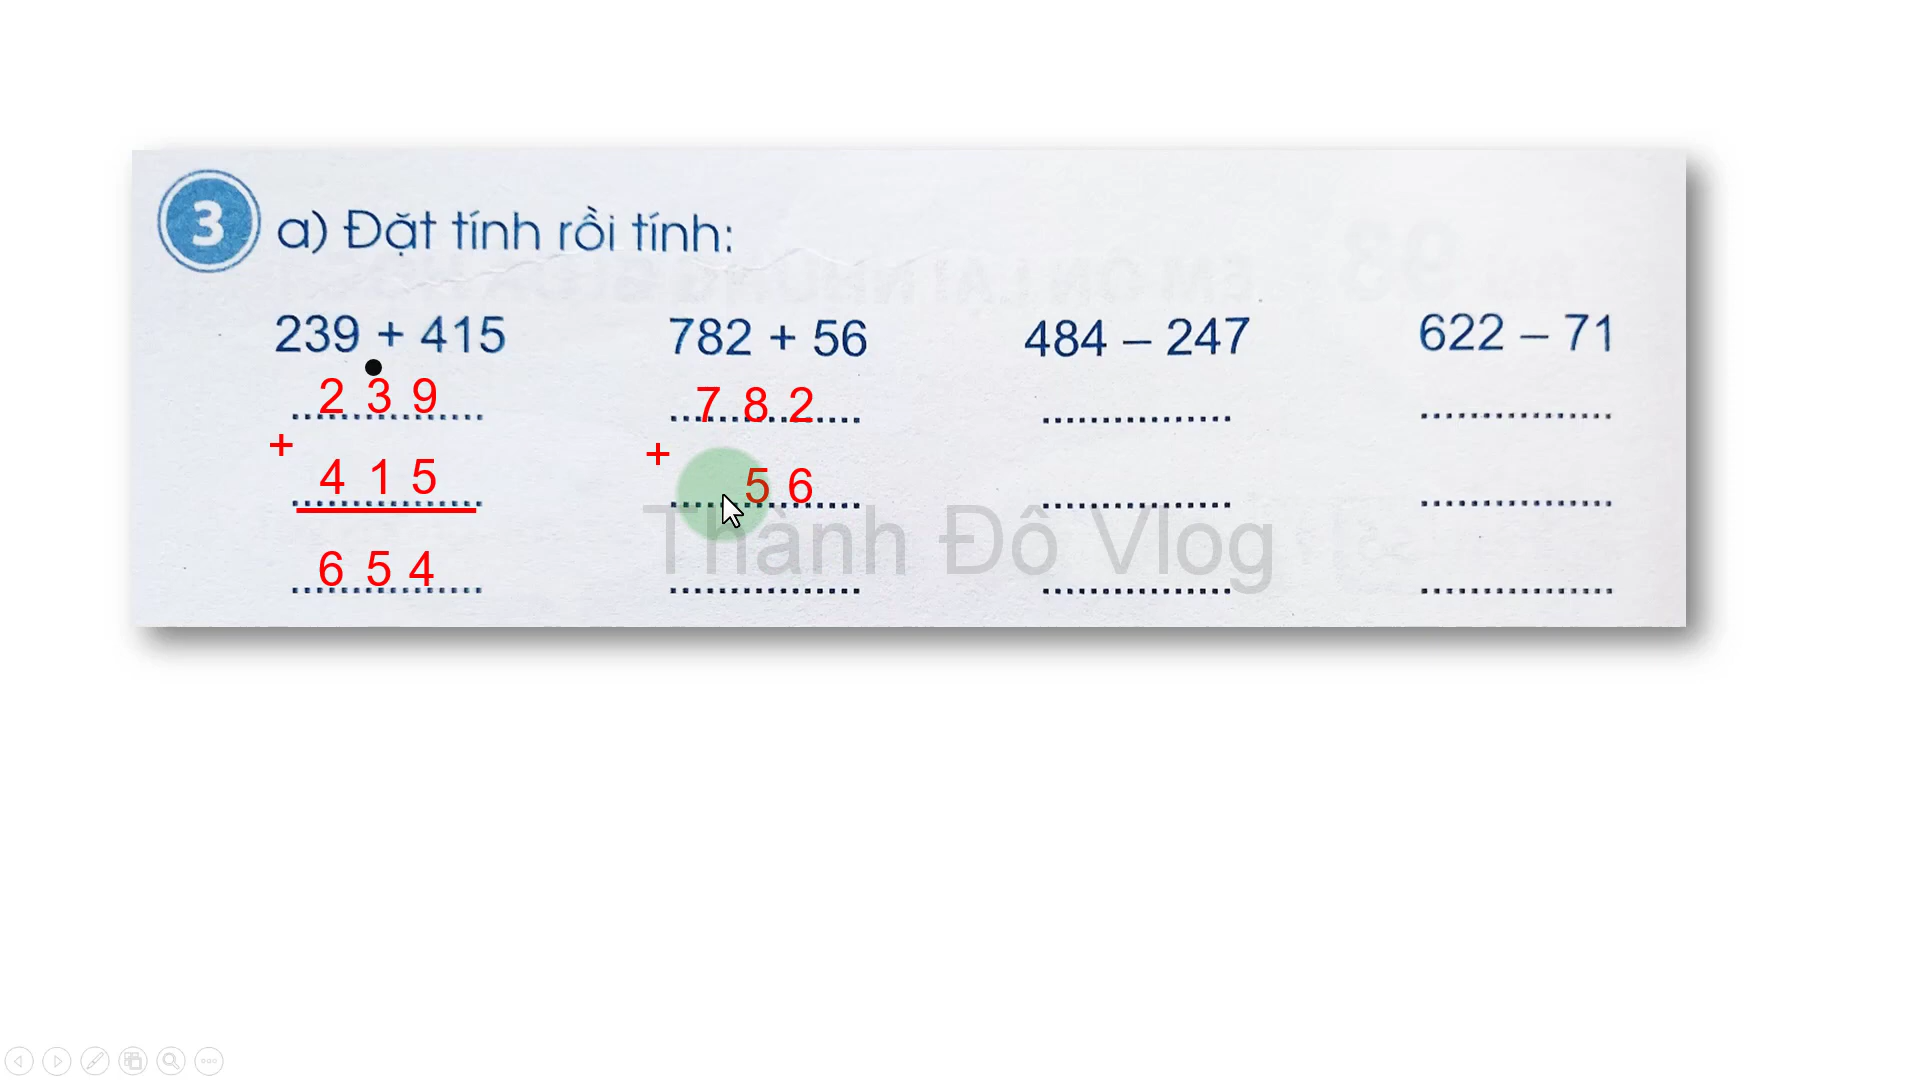 3 a) Đặt tính rồi tính:
239 + 415 782 + 56 484 – 247 622 – 71
2 3 9 7 8 2
+ +
4 1 5 5 6
Thành Đô Vlog
6 5 4